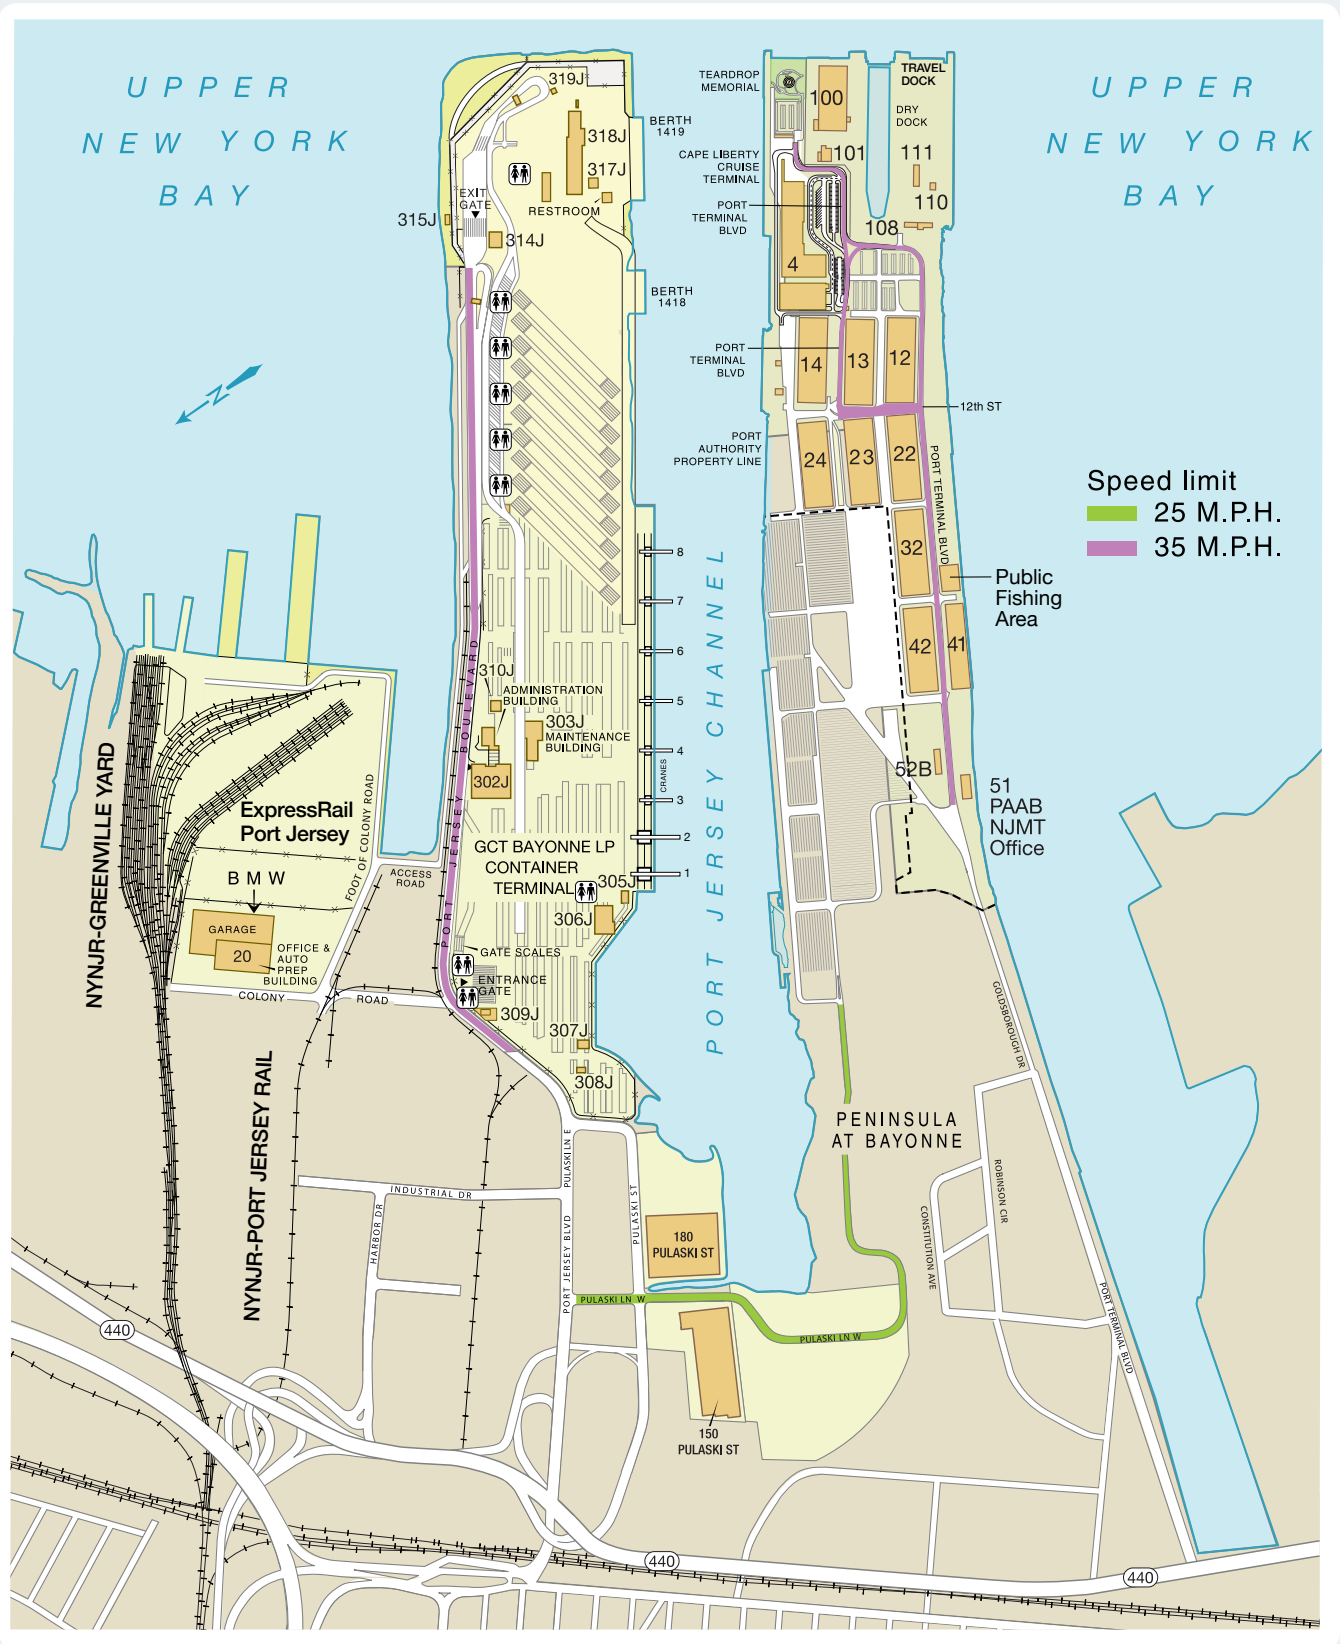 UPPER
NEW YORK
BAY
UPPER
NEW YORK
BAY
319J
318J
317J
RESTROOM
EXIT
GATE
315J
314J
BERTH
1419
BERTH
1418
TEARDROP
MEMORIAL
CAPE LIBERTY
CRUISE
TERMINAL
PORT
TERMINAL
BLVD
PORT
TERMINAL
BLVD
PORT
AUTHORITY
PROPERTY LINE
TRAVEL
DOCK
DRY
DOCK
100
101
111
110
108
4
14
13
12
12th ST
24
23
22
PORT TERMINAL BLVD
32
42
41
Public
Fishing
Area
52B
51
PAAB
NJMT
Office
Speed limit
25 M.P.H.
35 M.P.H.
N
8
7
6
5
4
3
2
1
CRANES
PORT JERSEY CHANNEL
PORT JERSEY BOULEVARD
310J
ADMINISTRATION
BUILDING
303J
MAINTENANCE
BUILDING
302J
GCT BAYONNE LP
CONTAINER
TERMINAL
305J
306J
GATE SCALES
ENTRANCE
GATE
309J
307J
308J
NYNJR-GREENVILLE YARD
ExpressRail
Port Jersey
FOOT OF COLONY ROAD
ACCESS
ROAD
BMW
GARAGE
20
OFFICE &
AUTO
PREP
BUILDING
COLONY ROAD
NYNJR-PORT JERSEY RAIL
INDUSTRIAL DR
HARBOR DR
PULASKI LN E
PORT JERSEY BLVD
PULASKI ST
180
PULASKI ST
PULASKI LN W
PULASKI LN W
150
PULASKI ST
PENINSULA
AT BAYONNE
GOLDSBOROUGH DR
ROBINSON CIR
CONSTITUTION AVE
PORT TERMINAL BLVD
440
440
440